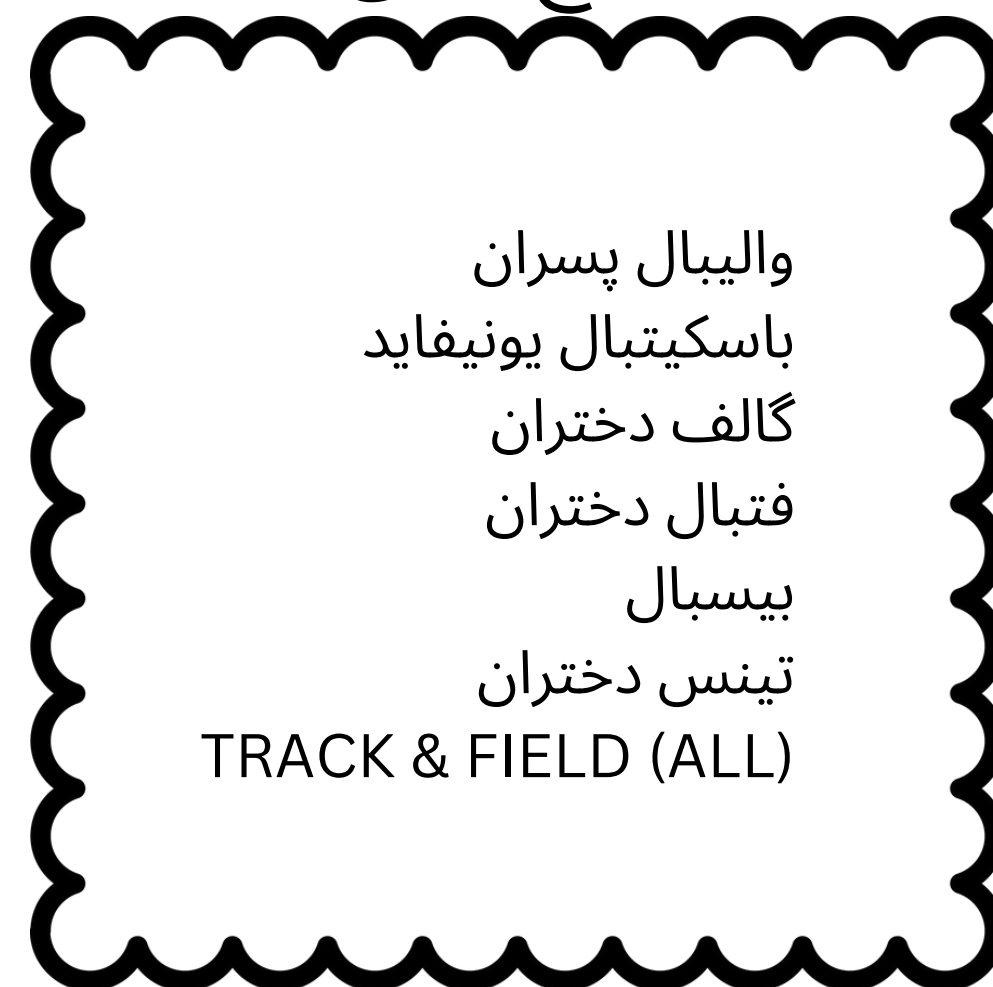 والیبال پسران
باسکیتبال یونیفاید
گالف دختران
فتبال دختران
بیسبال
تینس دختران
TRACK & FIELD (ALL)